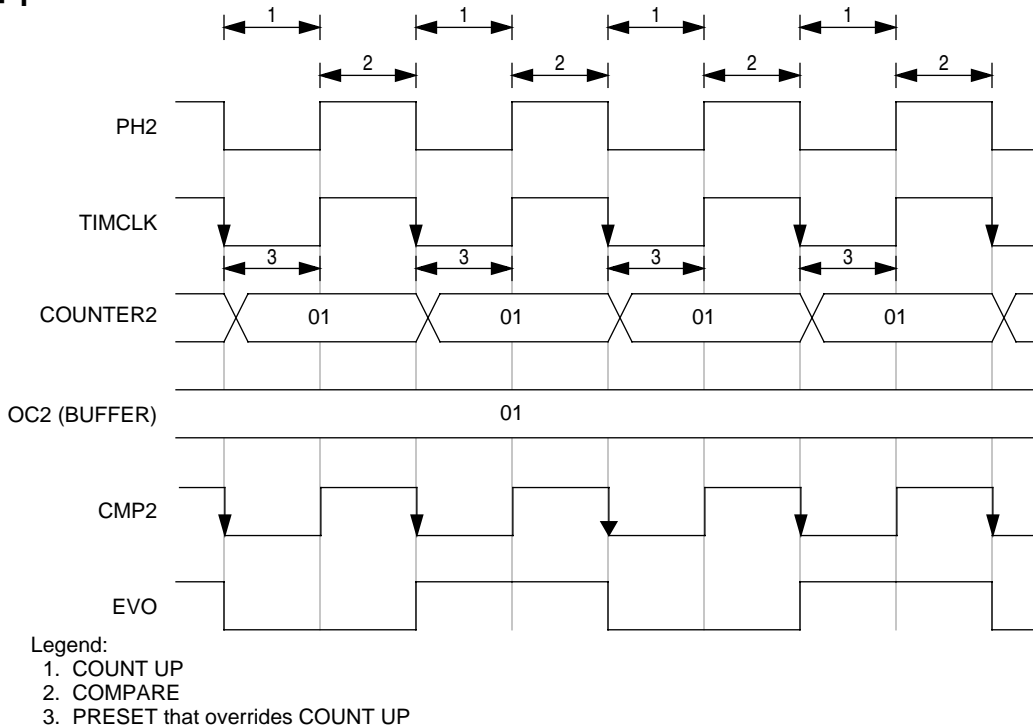 1 1 1 1
2 2 2 2
PH2
TIMCLK
3 3 3 3
COUNTER2 01 01 01 01
OC2 (BUFFER) 01
CMP2
EVO
Legend:
1. COUNT UP
2. COMPARE
3. PRESET that overrides COUNT UP